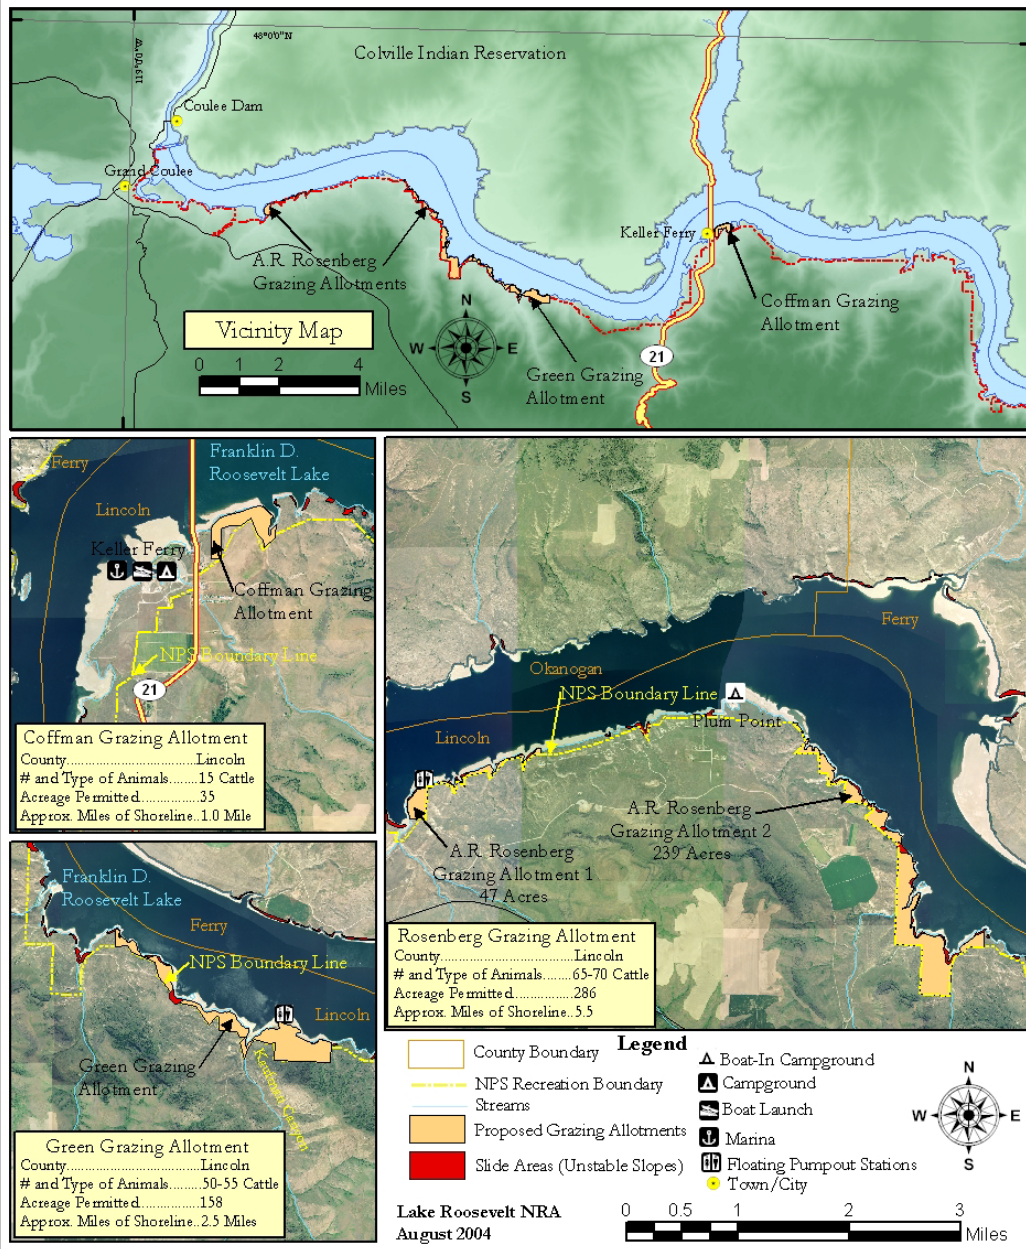 48°0'0"N
119°0'0"W
Colville Indian Reservation
Coulee Dam
Grand Coulee
A.R. Rosenberg
Grazing Allotments
Keller Ferry
Coffman Grazing
Allotment
Green Grazing
Allotment
21
Vicinity Map
0 1 2 4
Miles
N
W E
S
Ferry
Franklin D.
Roosevelt Lake
Lincoln
Keller Ferry
Coffman Grazing
Allotment
NPS Boundary Line
21
Coffman Grazing Allotment
County........................Lincoln
# and Type of Animals.......15 Cattle
Acreage Permitted...............35
Approx. Miles of Shoreline..1.0 Mile
Franklin D.
Roosevelt Lake
Ferry
NPS Boundary Line
Lincoln
Green Grazing
Allotment
Kaufman Canyon
Green Grazing Allotment
County........................Lincoln
# and Type of Animals.......50-55 Cattle
Acreage Permitted...............158
Approx. Miles of Shoreline..2.5 Miles
Ferry
Okanogan
NPS Boundary Line
Plum Point
Lincoln
A.R. Rosenberg
Grazing Allotment 2
239 Acres
A.R. Rosenberg
Grazing Allotment 1
47 Acres
Rosenberg Grazing Allotment
County........................Lincoln
# and Type of Animals.......65-70 Cattle
Acreage Permitted...............286
Approx. Miles of Shoreline..5.5
Legend
County Boundary
NPS Recreation Boundary
Streams
Proposed Grazing Allotments
Slide Areas (Unstable Slopes)
Boat-In Campground
Campground
Boat Launch
Marina
Floating Pumpout Stations
Town/City
N
W E
S
Lake Roosevelt NRA
August 2004
0 0.5 1 2 3
Miles